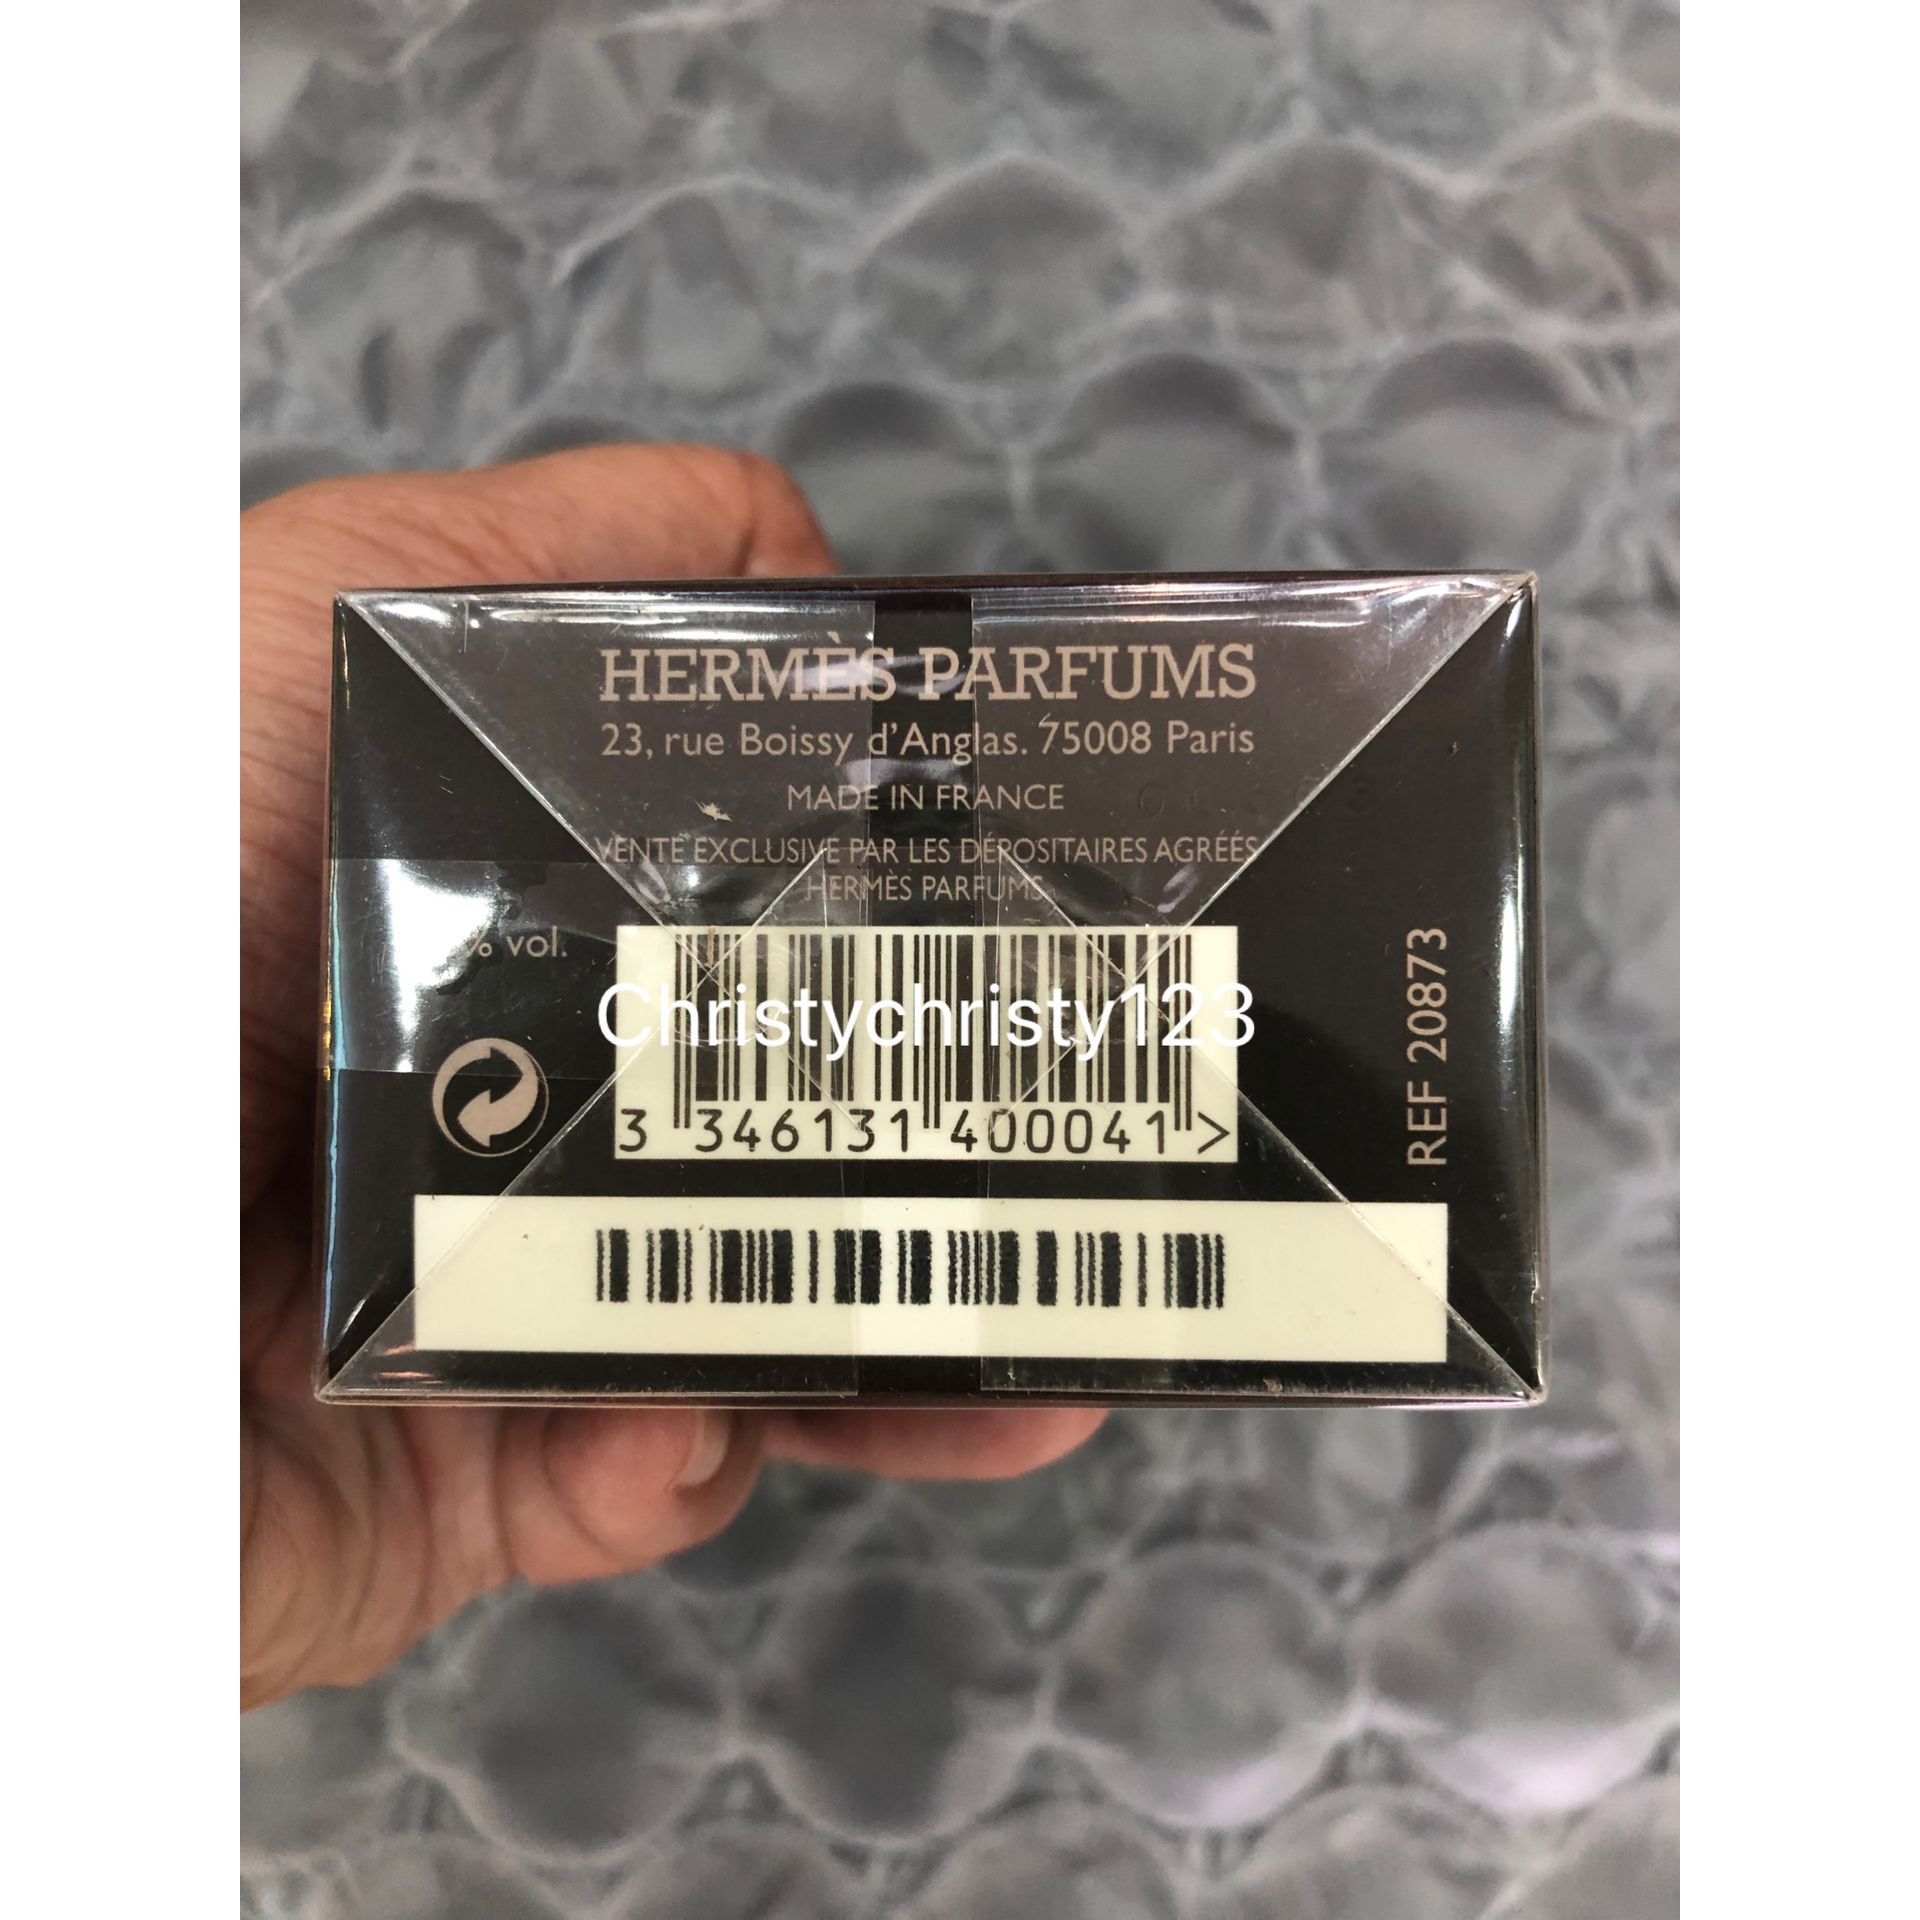 HERMÈS PARFUMS
23, rue Boissy d'Anglas. 75008 Paris
MADE IN FRANCE
VENTE EXCLUSIVE PAR LES DÉPOSITAIRES AGRÉÉS
HERMÈS PARFUMS
% vol.
Christychristy123
3 346131 400041 >
REF 20873